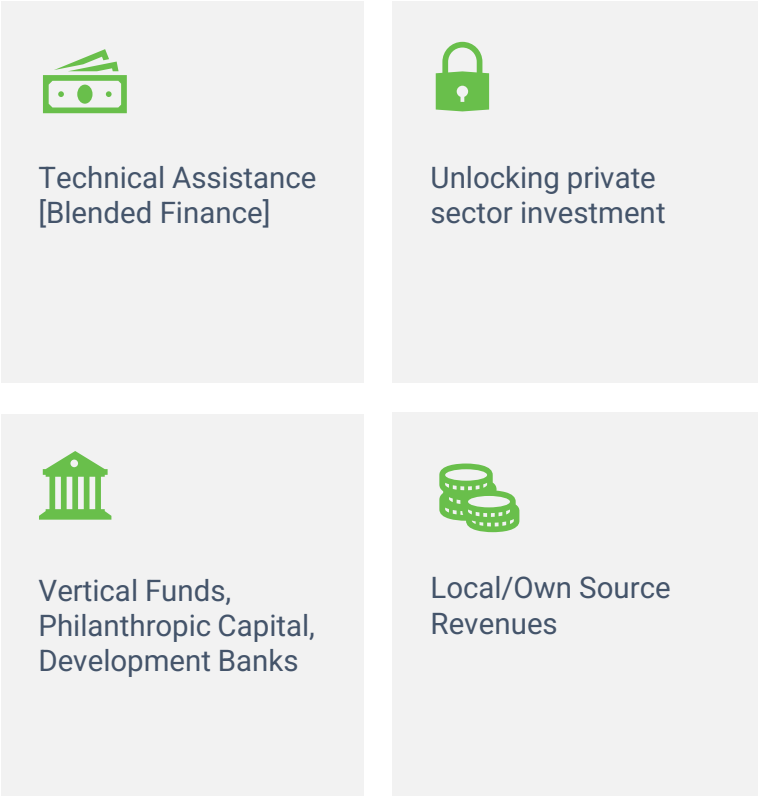 Technical Assistance
[Blended Finance]
Unlocking private
sector investment
Vertical Funds,
Philanthropic Capital,
Development Banks
Local/Own Source
Revenues